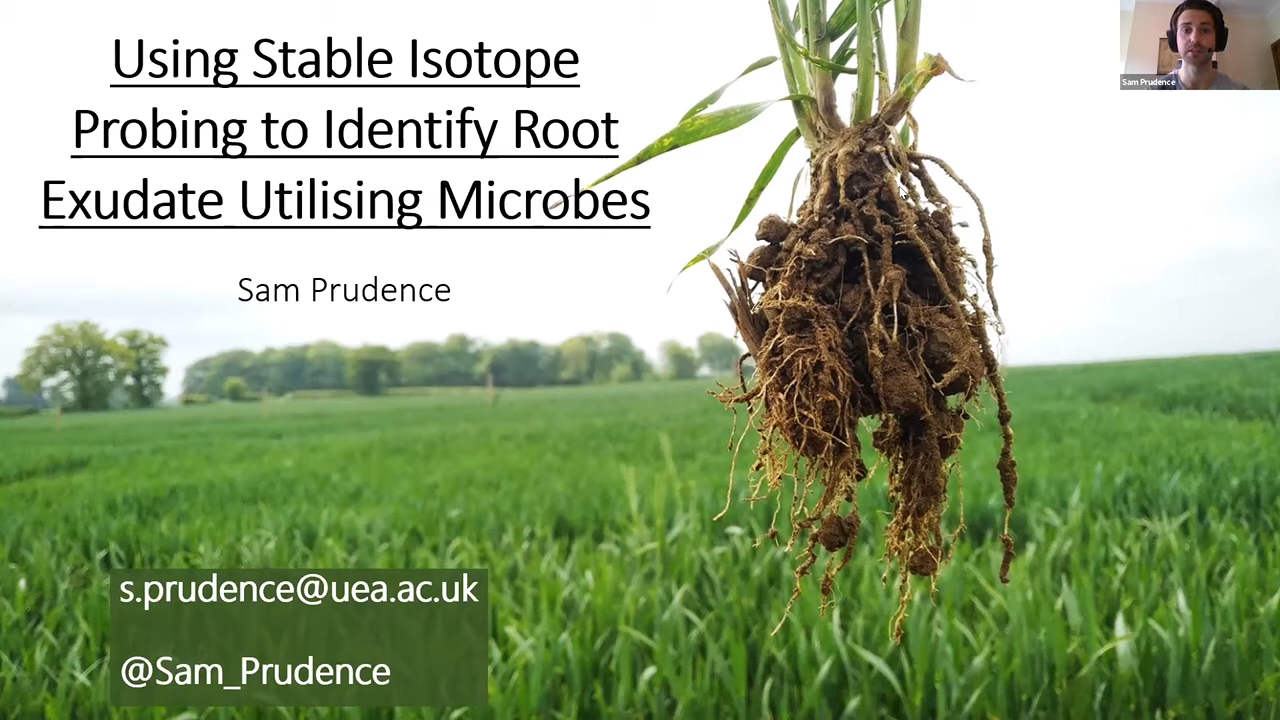 Using Stable Isotope
Probing to Identify Root
Exudate Utilising Microbes
Sam Prudence
Sam Prudence
s.prudence@uea.ac.uk
@Sam_Prudence